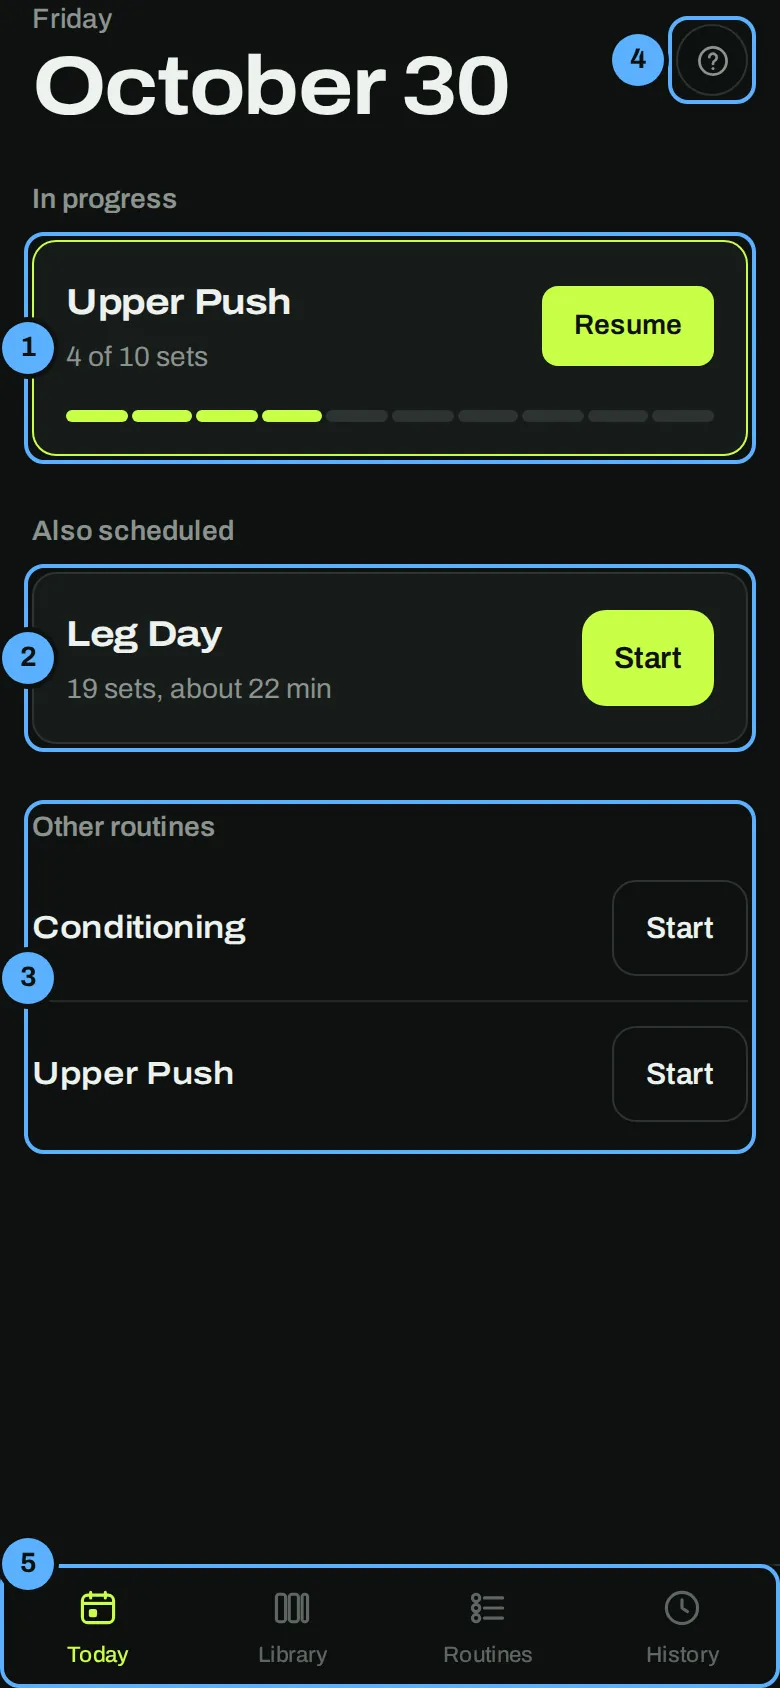 Friday
October 30
4
In progress
Upper Push
Resume
1
4 of 10 sets
Also scheduled
Leg Day
Start
2
19 sets, about 22 min
Other routines
Conditioning
Start
3
Upper Push
Start
5
Today
Library
Routines
History